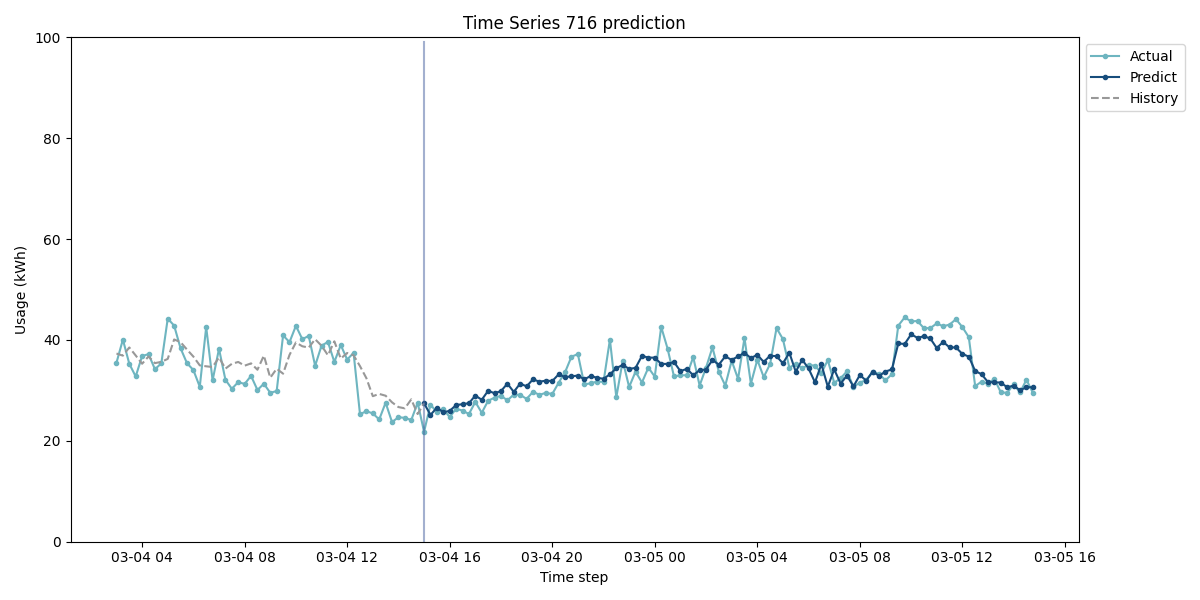 Time Series 716 prediction
100
80
60
40
20
0
Usage (kWh)
03-04 04
03-04 08
03-04 12
03-04 16
03-04 20
03-05 00
03-05 04
03-05 08
03-05 12
03-05 16
Time step
Actual
Predict
History